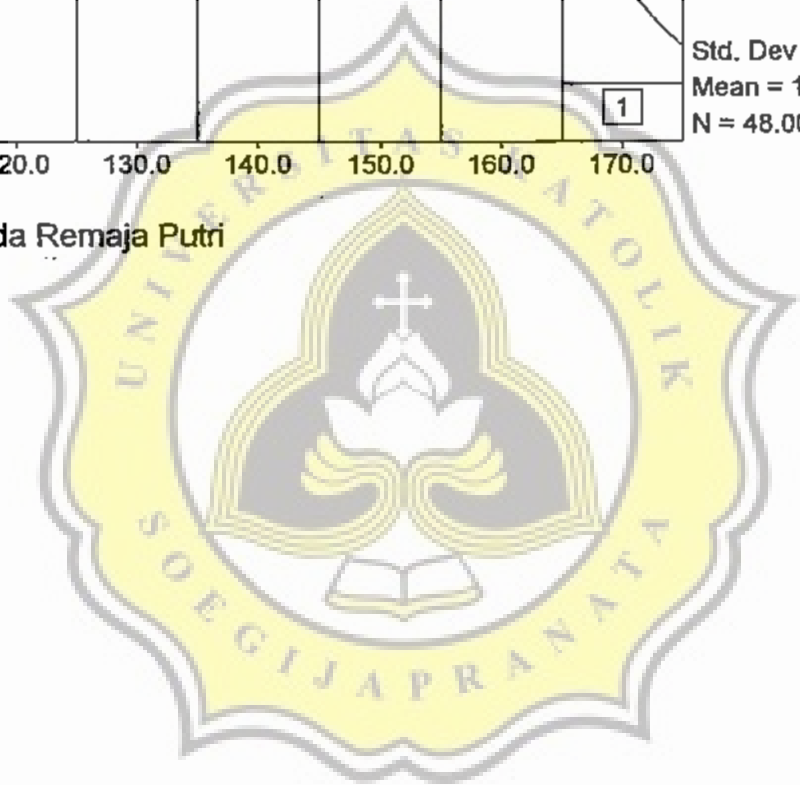 Std. Dev
Mean = 1
1
N = 48.00
20.0 130.0 140.0 150.0 160.0 170.0
da Remaja Putri
UNIVERSITAS KATOLIK
SOEGIJAPRANATA